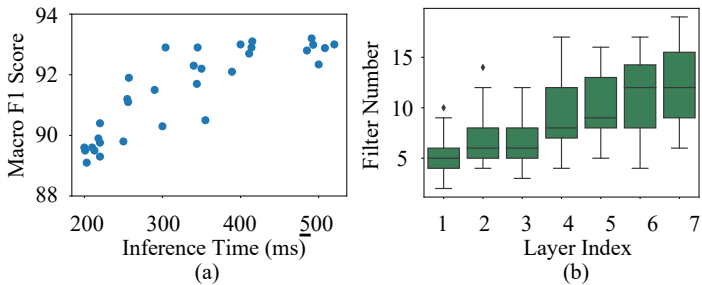 94
92
90
88
Macro F1 Score
200 300 400 500
Inference Time (ms)
(a)
15
10
5
Filter Number
1 2 3 4 5 6 7
Layer Index
(b)